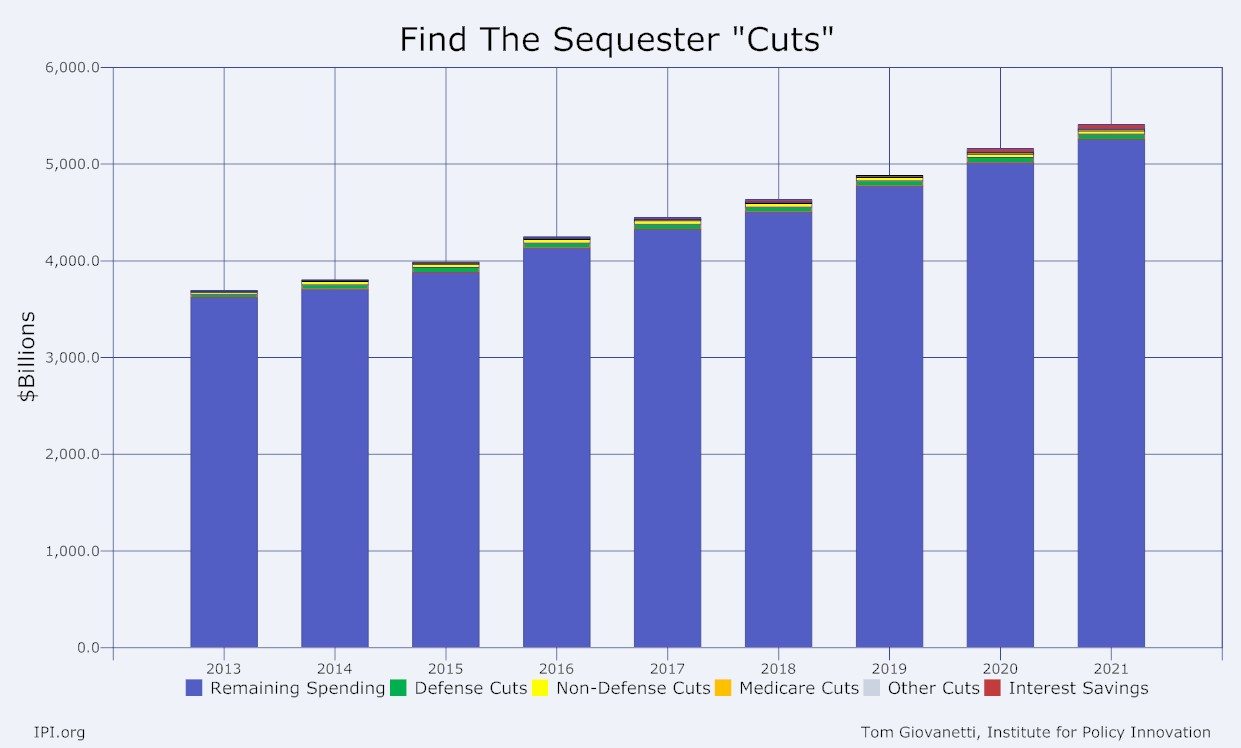 Find The Sequester "Cuts"
6,000.0
5,000.0
4,000.0
3,000.0
2,000.0
1,000.0
0.0
$Billions
2013 2014 2015 2016 2017 2018 2019 2020 2021
Remaining Spending Defense Cuts Non-Defense Cuts Medicare Cuts Other Cuts Interest Savings
IPI.org Tom Giovanetti, Institute for Policy Innovation